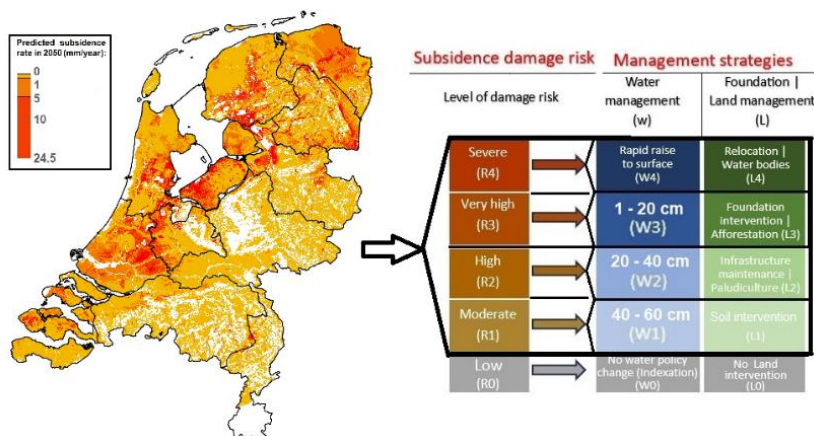 Predicted subsidence
rate in 2050 (mm/year):
0
1
5
10
24.5
Subsidence damage risk
Management strategies
Level of damage risk
Water
management
(w)
Foundation |
Land management
(L)
Severe
(R4)
Rapid raise
to surface
(W4)
Relocation |
Water bodies
(L4)
Very high
(R3)
1 - 20 cm
(W3)
Foundation
intervention |
Afforestation (L3)
High
(R2)
20 - 40 cm
(W2)
Infrastructure
maintenance |
Paludiculture (L2)
Moderate
(R1)
40 - 60 cm
(W1)
Soil intervention
(L1)
Low
(R0)
No water policy
change (Indexation)
(W0)
No Land
intervention
(L0)